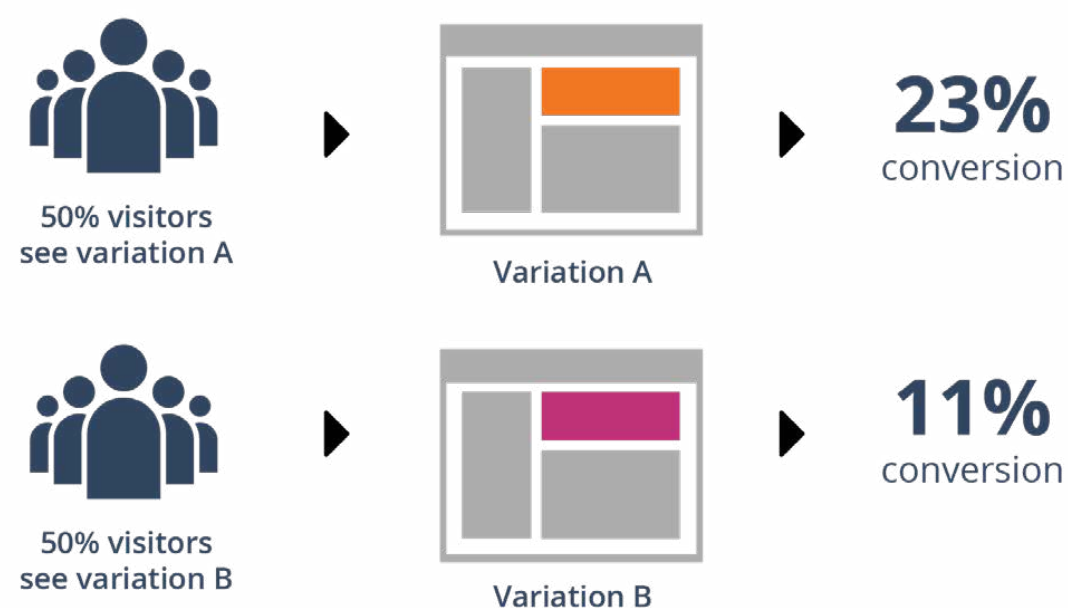 50% visitors
see variation A
Variation A
23%
conversion
50% visitors
see variation B
Variation B
11%
conversion